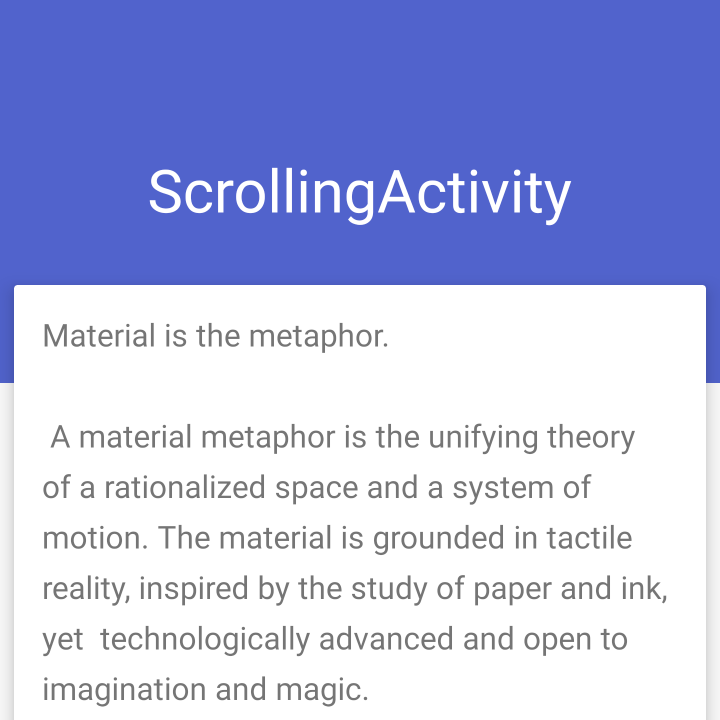 ScrollingActivity
Material is the metaphor.
A material metaphor is the unifying theory
of a rationalized space and a system of
motion. The material is grounded in tactile
reality, inspired by the study of paper and ink,
yet  technologically advanced and open to
imagination and magic.